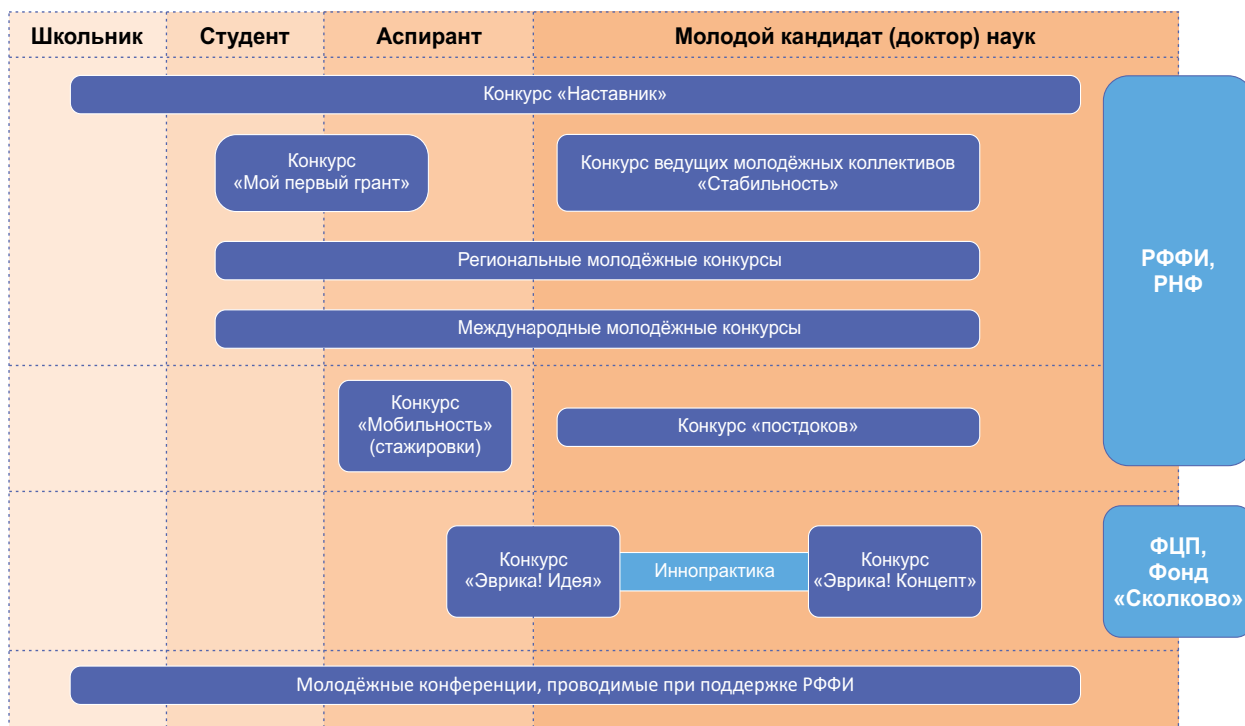 Школьник
Студент
Аспирант
Молодой кандидат (доктор) наук
Конкурс «Наставник»
Конкурс
«Мой первый грант»
Конкурс ведущих молодёжных коллективов
«Стабильность»
Региональные молодёжные конкурсы
Международные молодёжные конкурсы
РФФИ,
РНФ
Конкурс
«Мобильность»
(стажировки)
Конкурс «постдоков»
Конкурс
«Эврика! Идея»
Иннопрактика
Конкурс
«Эврика! Концепт»
ФЦП,
Фонд
«Сколково»
Молодёжные конференции, проводимые при поддержке РФФИ